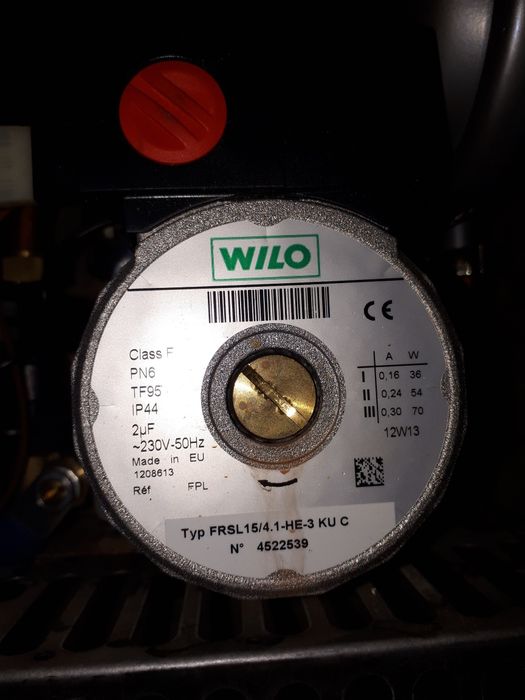 WILO
CE
Class F
PN6
TF95
IP44
2µF
~230V-50Hz
Made in EU
1208613
Réf FPL
A W
I 0,16 36
II 0,24 54
III 0,30 70
12W13
Typ FRSL15/4.1-HE-3 KU C
N° 4522539